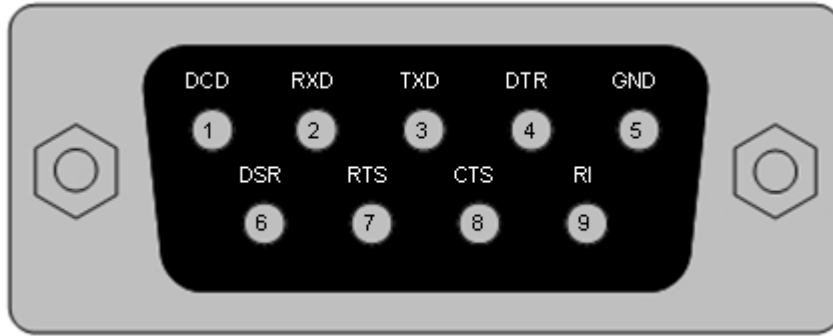 DCD RXD TXD DTR GND
1 2 3 4 5
DSR RTS CTS RI
6 7 8 9